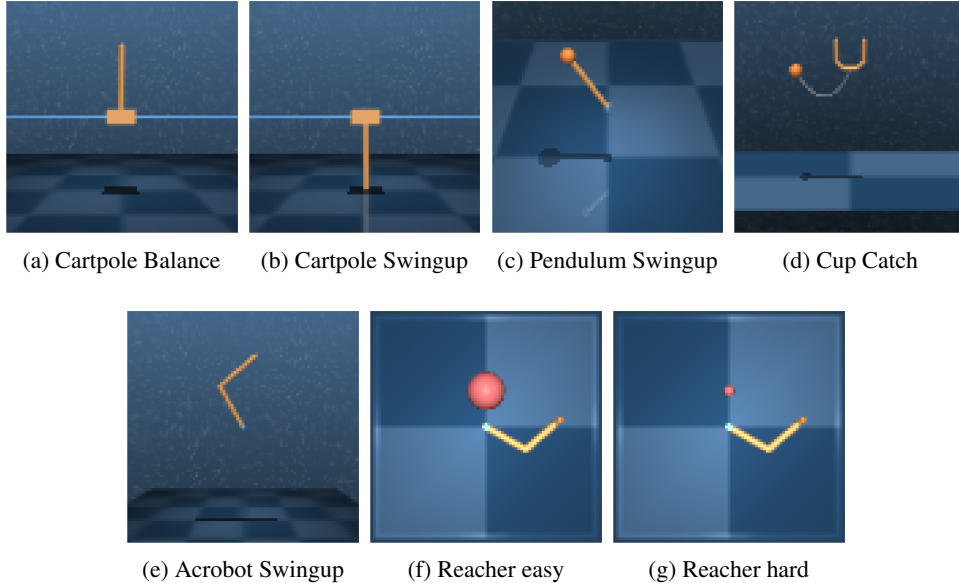 (a) Cartpole Balance
(b) Cartpole Swingup
(c) Pendulum Swingup
(d) Cup Catch
(e) Acrobot Swingup
(f) Reacher easy
(g) Reacher hard